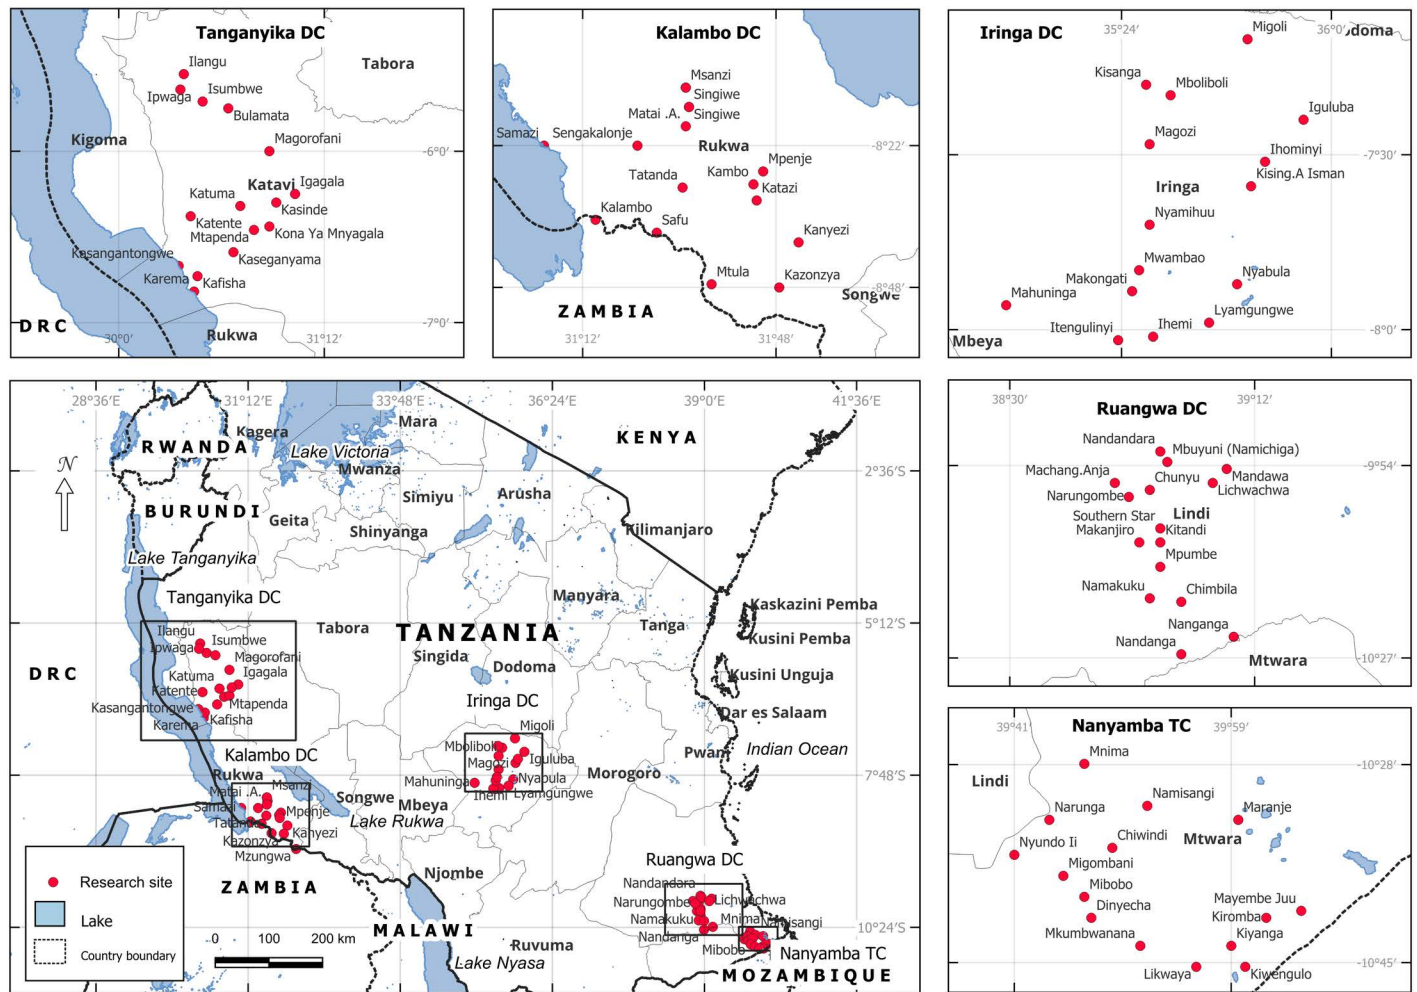 Tanganyika DC
Ilangu
Ipwaga
Isumbwe
Bulamata
Tabora
Kigoma
Magorofani
-6°0′
Katavi
Igagala
Katuma
Kasinde
Katente
Mtapenda
Kona Ya Mnyagala
Kasangantongwe
Kaseganyama
Karema
Kafisha
DRC
Rukwa
30°0′
31°12′
-7°0′
Kalambo DC
Msanzi
Singiwe
Matai .A.
Singiwe
Samazi
Sengakalonje
Rukwa
-8°22′
Mpenje
Kambo
Tatanda
Katazi
Kalambo
Safu
Kanyezi
Mtula
Kazonzya
-8°48′
Songwe
ZAMBIA
31°12′
31°48′
Iringa DC
35°24′
36°0′
Migoli
Kisanga
Mboliboli
Iguluba
Magozi
-7°30′
Ihominyi
Kising.A Isman
Iringa
Nyamihuu
Mwambao
Makongati
Nyabula
Mahuninga
Lyamgungwe
Itengulinyi
Ihemi
-8°0′
Mbeya
28°36′E
31°12′E
33°48′E
36°24′E
39°0′E
41°36′E
RWANDA
Kagera
Mara
KENYA
Lake Victoria
Mwanza
2°36′S
N
Simiyu
Arusha
BURUNDI
Geita
Shinyanga
Kilimanjaro
Lake Tanganyika
Tanganyika DC
Manyara
Kaskazini Pemba
Tabora
TANZANIA
Tanga
5°12′S
Kusini Pemba
Ilangu
Isumbwe
Ipwaga
Magorofani
Singida
Dodoma
DRC
Katuma
Igagala
Kusini Unguja
Katente
Iringa DC
Kasangantongwe
Mtapenda
Karema
Kafisha
Dar es Salaam
Migoli
Kalambo DC
Mboliboli
Iguluba
Pwani
Indian Ocean
Magozi
Rukwa
Mahuninga
Nyabula
Morogoro
7°48′S
Matai .A.
Msanzi
Ihemi
Lyamgungwe
Samazi
Songwe
Mbeya
Mpenje
Lake Rukwa
Tatanda
Kanyezi
Kazonzya
Mzungwa
Ruangwa DC
ZAMBIA
Njombe
Nandandara
Narungombe
Lichwachwa
Namakuku
Mnima
Namisangi
MALAWI
Nandanga
10°24′S
Ruvuma
Mibobo
Nanyamba TC
Lake Nyasa
MOZAMBIQUE
Research site
Lake
Country boundary
0
100
200 km
38°30′
39°12′
Ruangwa DC
Nandandara
Mbuyuni (Namichiga)
-9°54′
Machang.Anja
Chunyu
Mandawa
Narungombe
Lichwachwa
Southern Star
Lindi
Makanjiro
Kitandi
Mpumbe
Namakuku
Chimbila
Nanganga
Nandanga
-10°27′
Mtwara
39°41′
39°59′
Nanyamba TC
Mnima
-10°28′
Lindi
Namisangi
Narunga
Maranje
Nyundo Ii
Chiwindi
Mtwara
Migombani
Mibobo
Mayembe Juu
Dinyecha
Kiromba
Mkumbwanana
Kiyanga
Likwaya
Kiwengulo
-10°45′